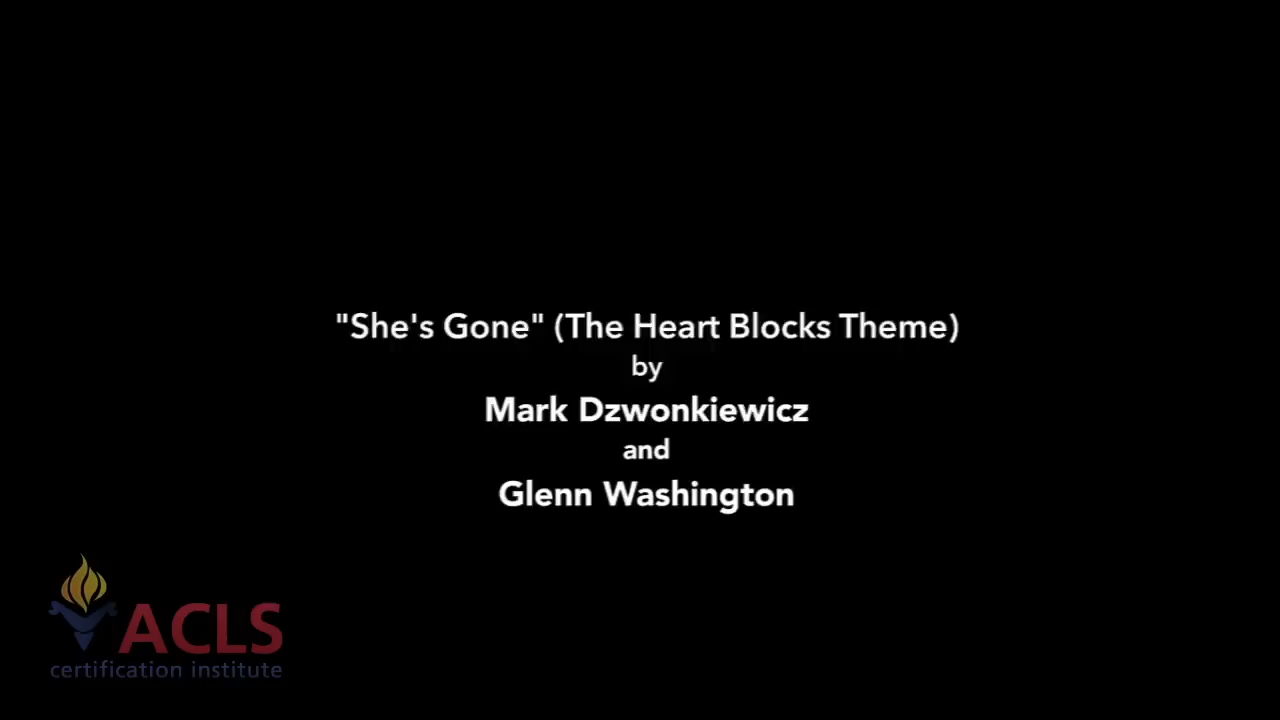 "She's Gone" (The Heart Blocks Theme)
by
Mark Dzwonkiewicz
and
Glenn Washington
ACLS
certification institute